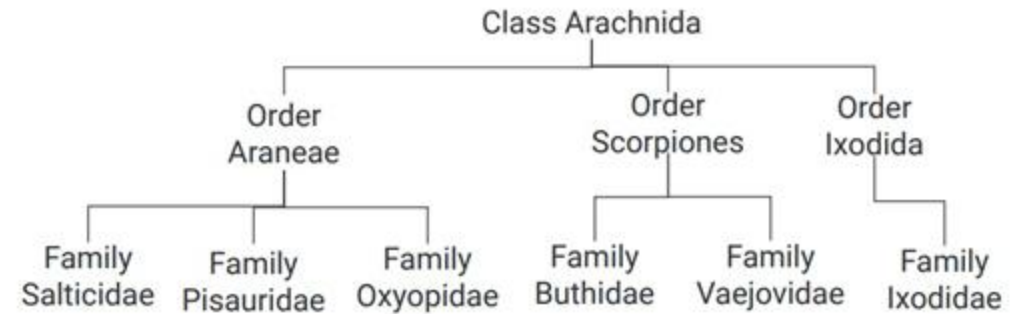 Class Arachnida
Order
Araneae
Order
Scorpiones
Order
Ixodida
Family
Salticidae
Family
Pisauridae
Family
Oxyopidae
Family
Buthidae
Family
Vaejovidae
Family
Ixodidae